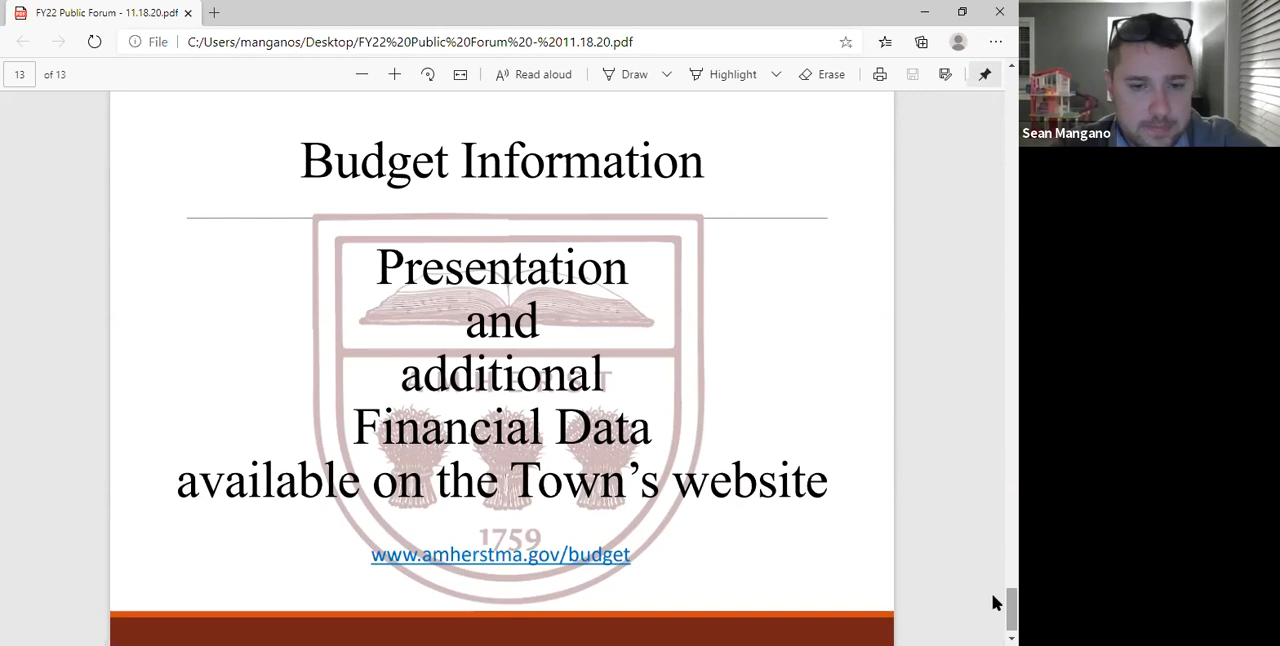 FY22 Public Forum - 11.18.20.pdf
File C:/Users/manganos/Desktop/FY22%20Public%20Forum%20-%2011.18.20.pdf
13 of 13 Read aloud Draw Highlight Erase
Sean Mangano
Budget Information
Presentation
and
additional
AMHERST
Financial Data
available on the Town’s website
1759
www.amherstma.gov/budget